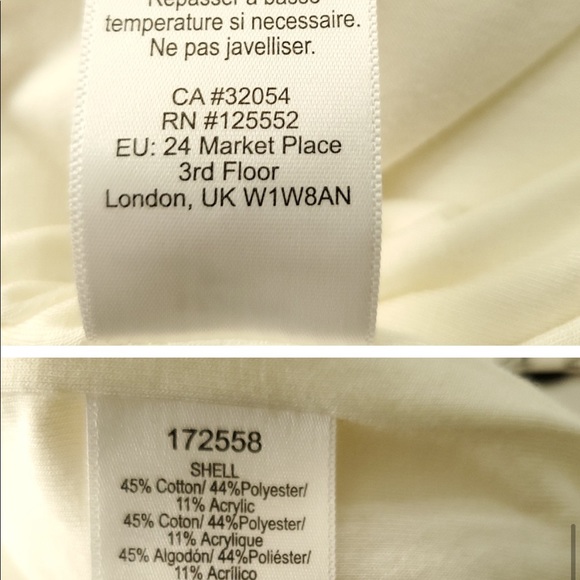 Repasser à basse
temperature si necessaire.
Ne pas javelliser.
CA #32054
RN #125552
EU: 24 Market Place
3rd Floor
London, UK W1W8AN
172558
SHELL
45% Cotton/ 44%Polyester/
11% Acrylic
45% Coton/ 44%Polyester/
11% Acrylique
45% Algodón/ 44%Poliéster/
11% Acrílico